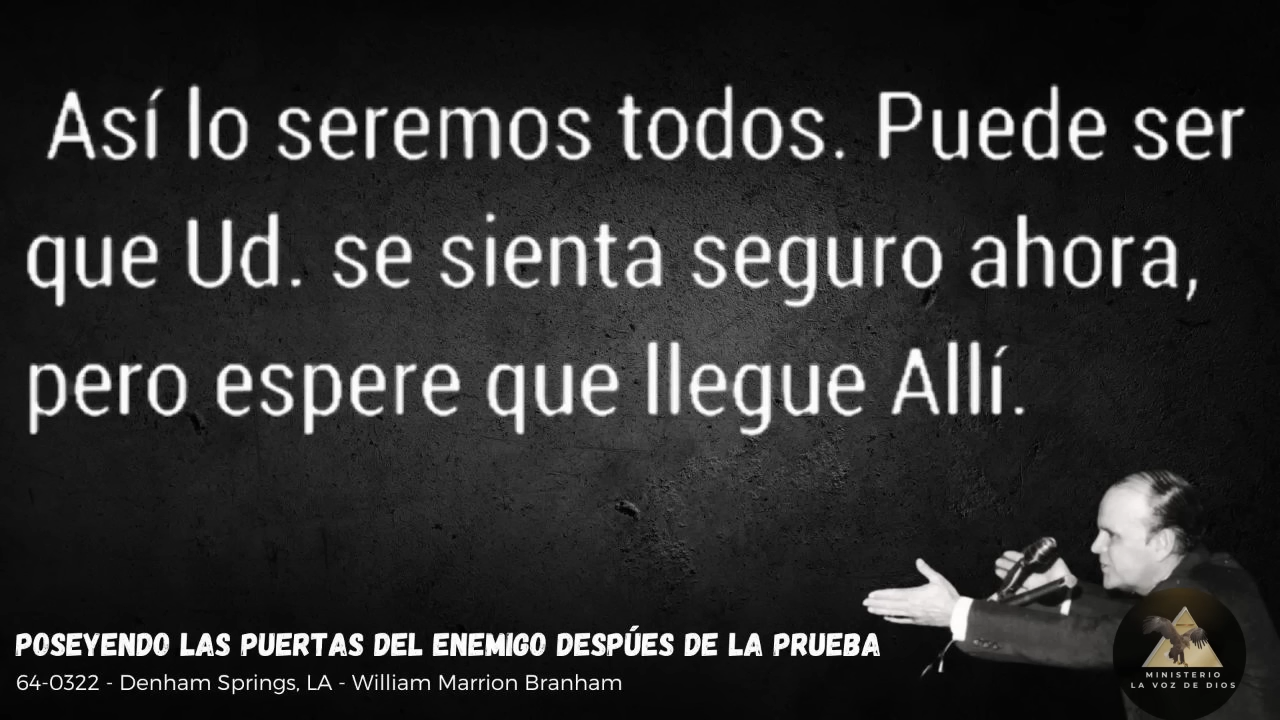 Así lo seremos todos. Puede ser
que Ud. se sienta seguro ahora,
pero espere que llegue Allí.
POSEYENDO LAS PUERTAS DEL ENEMIGO DESPÚES DE LA PRUEBA
64-0322 - Denham Springs, LA - William Marrion Branham
MINISTERIO
LA VOZ DE DIOS